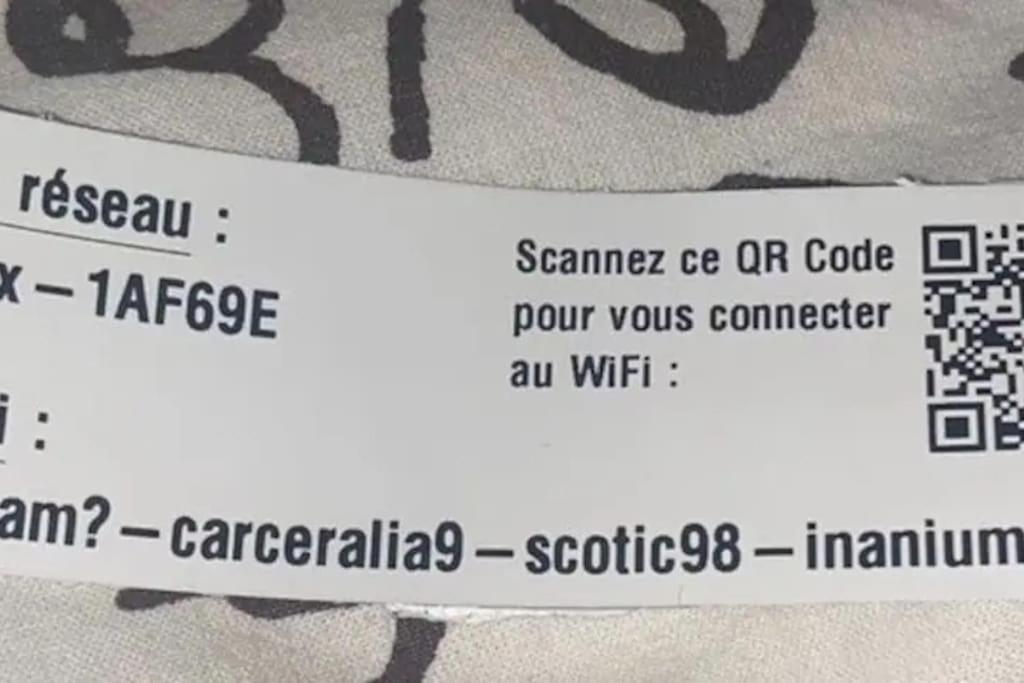 réseau :
x – 1AF69E
Scannez ce QR Code
pour vous connecter
au WiFi :
i :
am? – carceralia9 – scotic98 – inanium